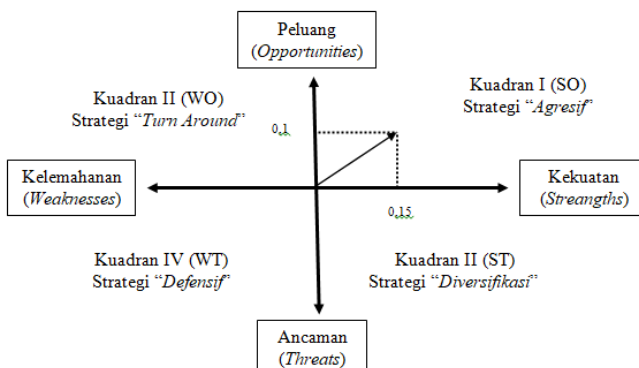 Peluang
(Opportunities)
Kuadran II (WO)
Strategi “Turn Around”
Kuadran I (SO)
Strategi “Agresif”
0,1
Kelemahanan
(Weaknesses)
Kekuatan
(Streangths)
0,15
Kuadran IV (WT)
Strategi “Defensif”
Kuadran II (ST)
Strategi “Diversifikasi”
Ancaman
(Threats)